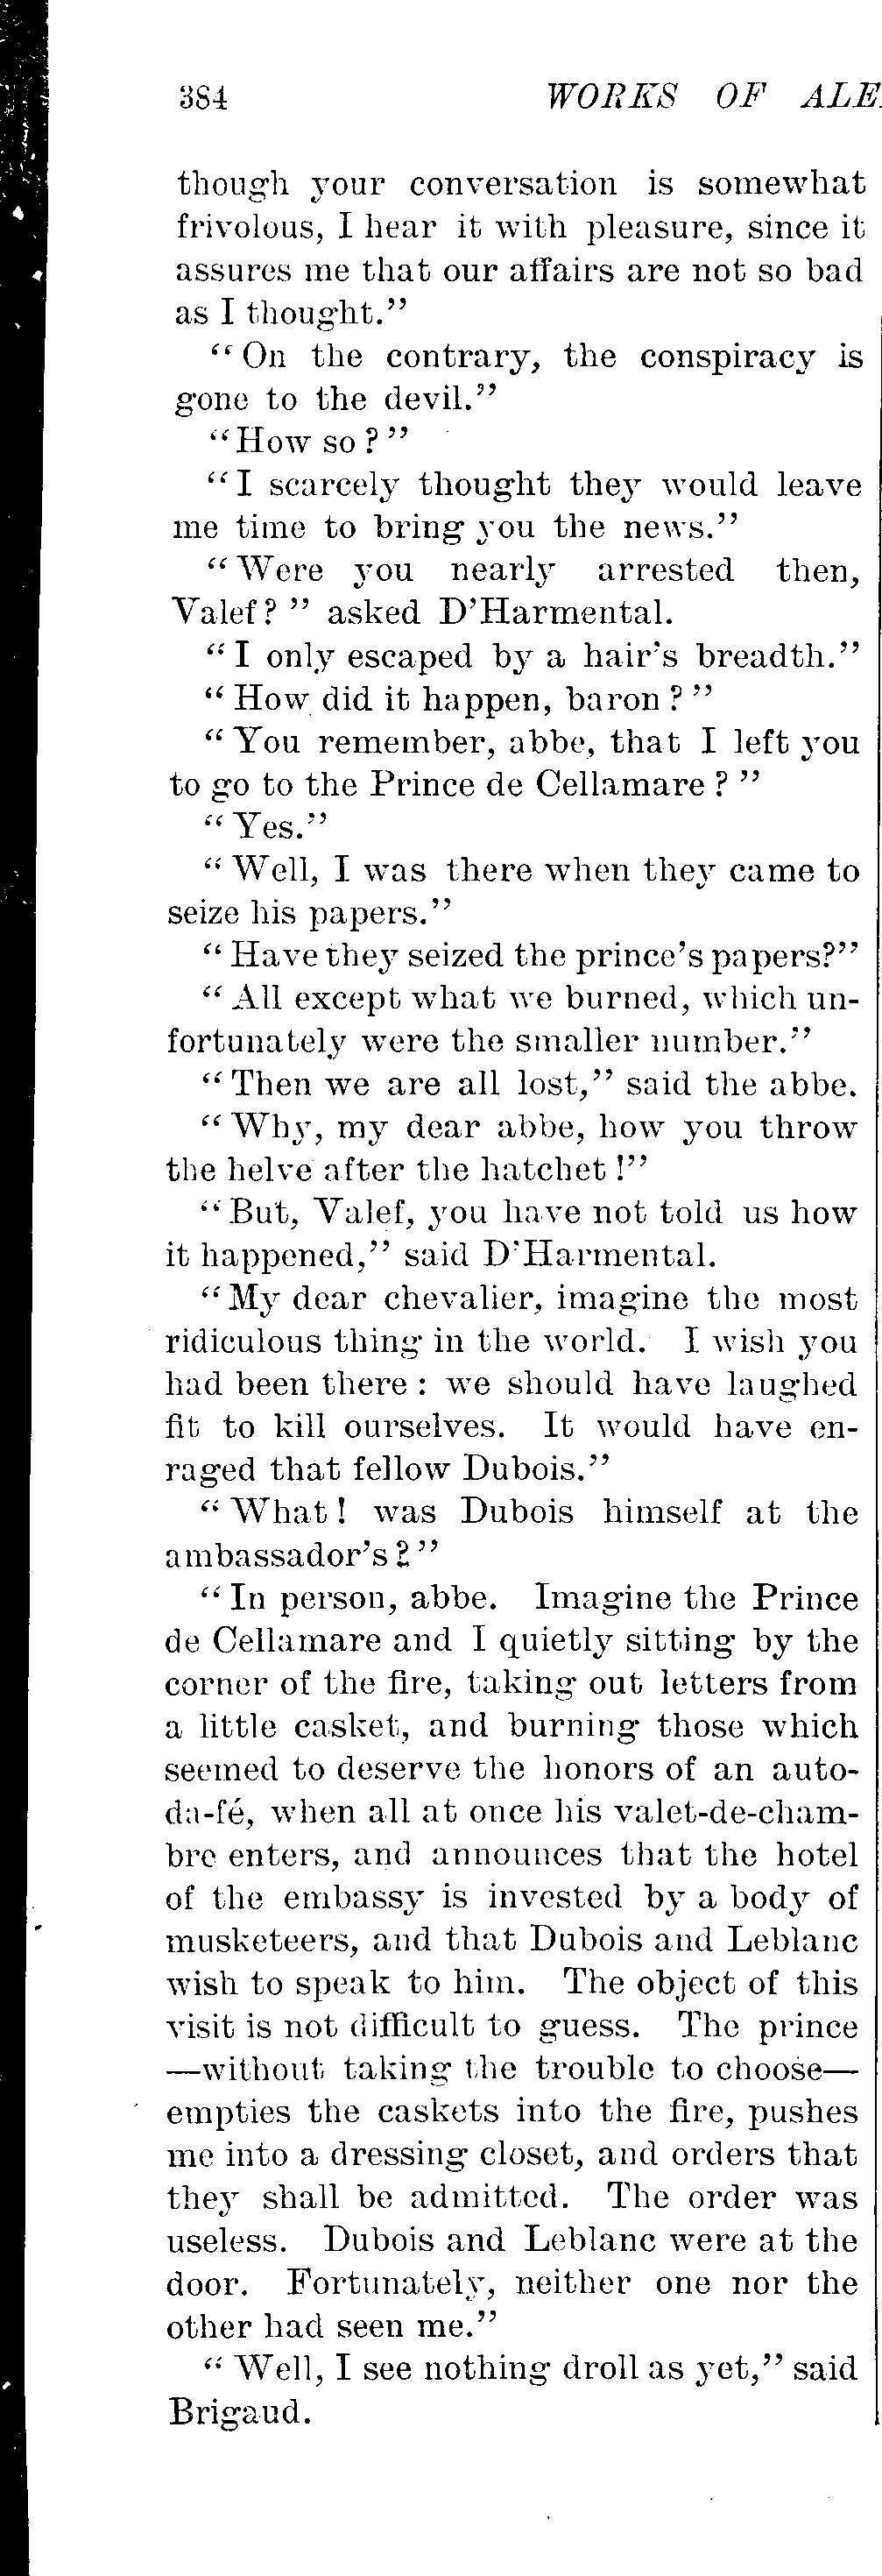 384 WORKS OF ALE
though your conversation is somewhat
frivolous, I hear it with pleasure, since it
assures me that our affairs are not so bad
as I thought.”
“On the contrary, the conspiracy is
gone to the devil.”
“How so?”
“I scarcely thought they would leave
me time to bring you the news.”
“Were you nearly arrested then,
Valef?” asked D’Harmental.
“I only escaped by a hair’s breadth.”
“How did it happen, baron?”
“You remember, abbe, that I left you
to go to the Prince de Cellamare?”
“Yes.”
“Well, I was there when they came to
seize his papers.”
“Have they seized the prince’s papers?”
“All except what we burned, which un-
fortunately were the smaller number.”
“Then we are all lost,” said the abbe.
“Why, my dear abbe, how you throw
the helve after the hatchet!”
“But, Valef, you have not told us how
it happened,” said D’Harmental.
“My dear chevalier, imagine the most
ridiculous thing in the world. I wish you
had been there: we should have laughed
fit to kill ourselves. It would have en-
raged that fellow Dubois.”
“What! was Dubois himself at the
ambassador’s?”
“In person, abbe. Imagine the Prince
de Cellamare and I quietly sitting by the
corner of the fire, taking out letters from
a little casket, and burning those which
seemed to deserve the honors of an auto-
da-fé, when all at once his valet-de-cham-
bre enters, and announces that the hotel
of the embassy is invested by a body of
musketeers, and that Dubois and Leblanc
wish to speak to him. The object of this
visit is not difficult to guess. The prince
—without taking the trouble to choose—
empties the caskets into the fire, pushes
me into a dressing closet, and orders that
they shall be admitted. The order was
useless. Dubois and Leblanc were at the
door. Fortunately, neither one nor the
other had seen me.”
“Well, I see nothing droll as yet,” said
Brigaud.